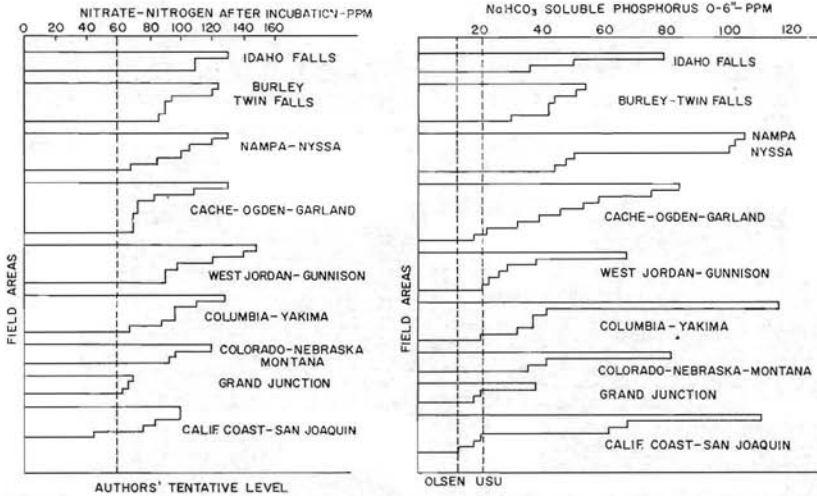 NITRATE-NITROGEN AFTER INCUBATION-PPM
0 20 40 60 80 100 120 140 160
IDAHO FALLS
BURLEY
TWIN FALLS
NAMPA-NYSSA
CACHE-OGDEN-GARLAND
WEST JORDAN-GUNNISON
COLUMBIA-YAKIMA
COLORADO-NEBRASKA
MONTANA
GRAND JUNCTION
CALIF. COAST-SAN JOAQUIN
FIELD AREAS
AUTHORS' TENTATIVE LEVEL
NaHCO₃ SOLUBLE PHOSPHORUS 0-6"-PPM
0 20 40 60 80 100 120
IDAHO FALLS
BURLEY-TWIN FALLS
NAMPA
NYSSA
CACHE-OGDEN-GARLAND
WEST JORDAN-GUNNISON
COLUMBIA-YAKIMA
COLORADO-NEBRASKA-MONTANA
GRAND JUNCTION
CALIF. COAST-SAN JOAQUIN
FIELD AREAS
OLSEN USU